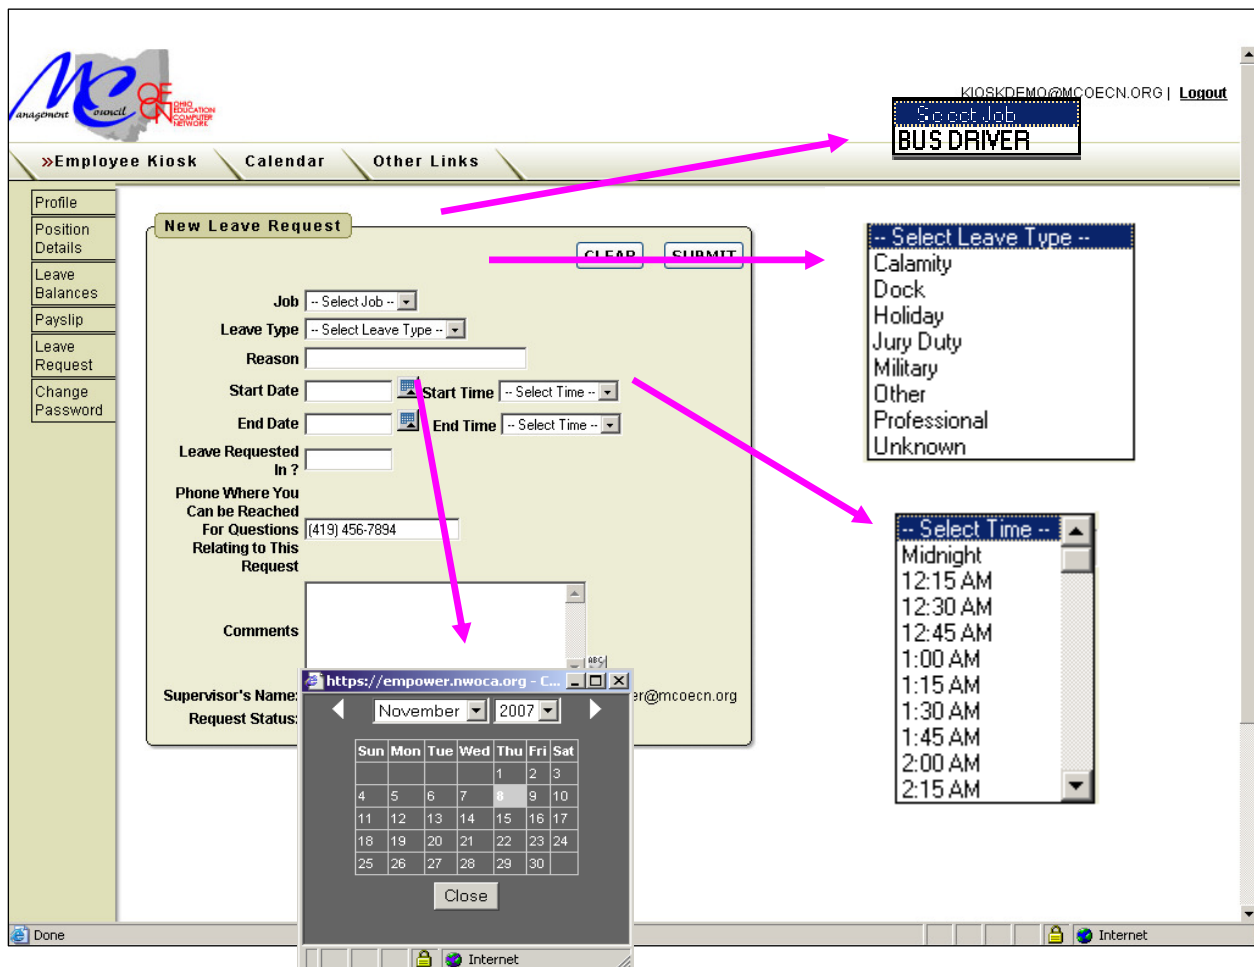 MC
anagement ouncil
OECN
OHIO
EDUCATION
COMPUTER
NETWORK
KIOSKDEMO@MCOECN.ORG | Logout
Select Job
BUS DRIVER
»Employee Kiosk Calendar Other Links
Profile
Position
Details
Leave
Balances
Payslip
Leave
Request
Change
Password
New Leave Request
CLEAR SUBMIT
Job -- Select Job --
Leave Type -- Select Leave Type --
Reason
Start Date Start Time -- Select Time --
End Date End Time -- Select Time --
Leave Requested
In ?
Phone Where You
Can be Reached
For Questions (419) 456-7894
Relating to This
Request
Comments
ABC
Supervisor's Name: er@mcoecn.org
Request Status:
-- Select Leave Type --
Calamity
Dock
Holiday
Jury Duty
Military
Other
Professional
Unknown
-- Select Time --
Midnight
12:15 AM
12:30 AM
12:45 AM
1:00 AM
1:15 AM
1:30 AM
1:45 AM
2:00 AM
2:15 AM
https://empower.nwoca.org - C...
November 2007
Sun Mon Tue Wed Thu Fri Sat
1 2 3
4 5 6 7 8 9 10
11 12 13 14 15 16 17
18 19 20 21 22 23 24
25 26 27 28 29 30
Close
Internet
Done
Internet